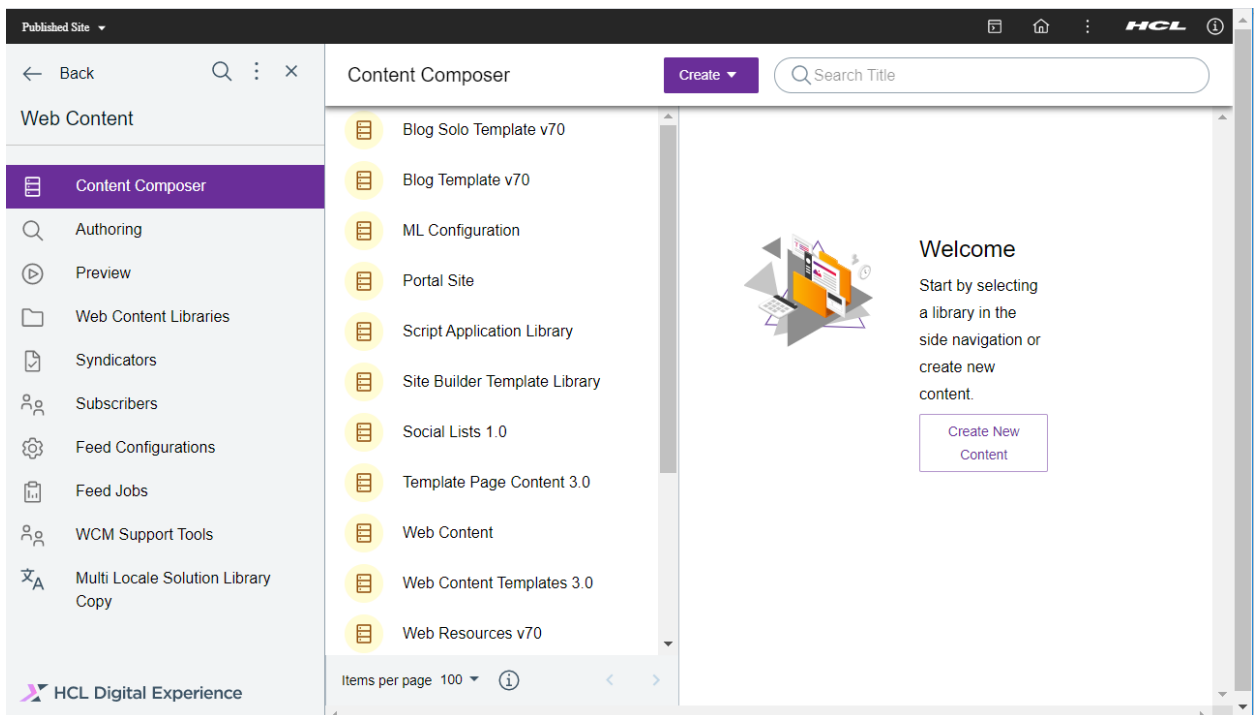 Published Site
HCL
Back
Web Content
Content Composer
Authoring
Preview
Web Content Libraries
Syndicators
Subscribers
Feed Configurations
Feed Jobs
WCM Support Tools
Multi Locale Solution Library
Copy
HCL Digital Experience
Content Composer
Create
Search Title
Blog Solo Template v70
Blog Template v70
ML Configuration
Portal Site
Script Application Library
Site Builder Template Library
Social Lists 1.0
Template Page Content 3.0
Web Content
Web Content Templates 3.0
Web Resources v70
Items per page 100
Welcome
Start by selecting
a library in the
side navigation or
create new
content.
Create New
Content